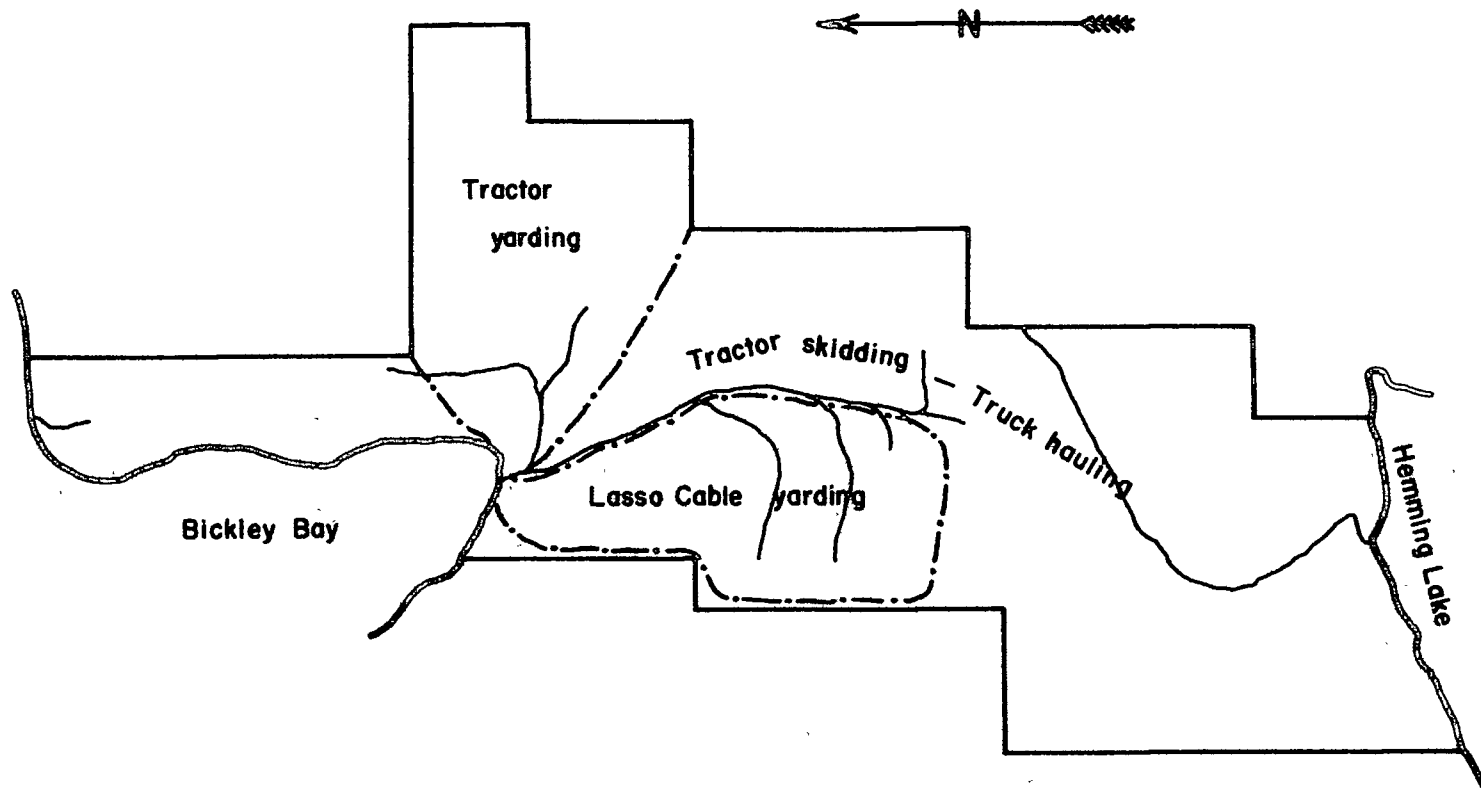 N
Tractor
yarding
Tractor skidding — Truck hauling
Lasso Cable yarding
Bickley Bay
Hemming Lake